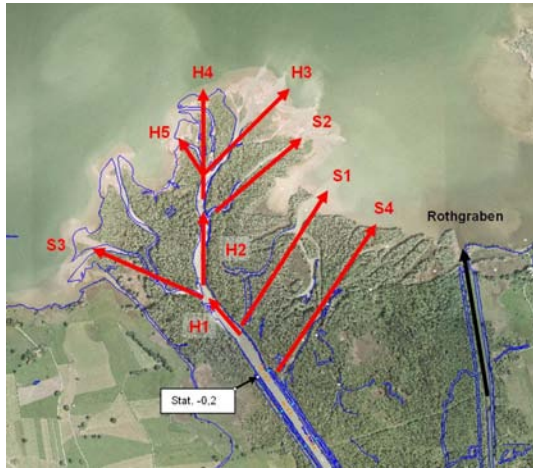 H4
H3
H5
S2
S1
S4
Rothgraben
S3
H2
H1
Stat. -0,2